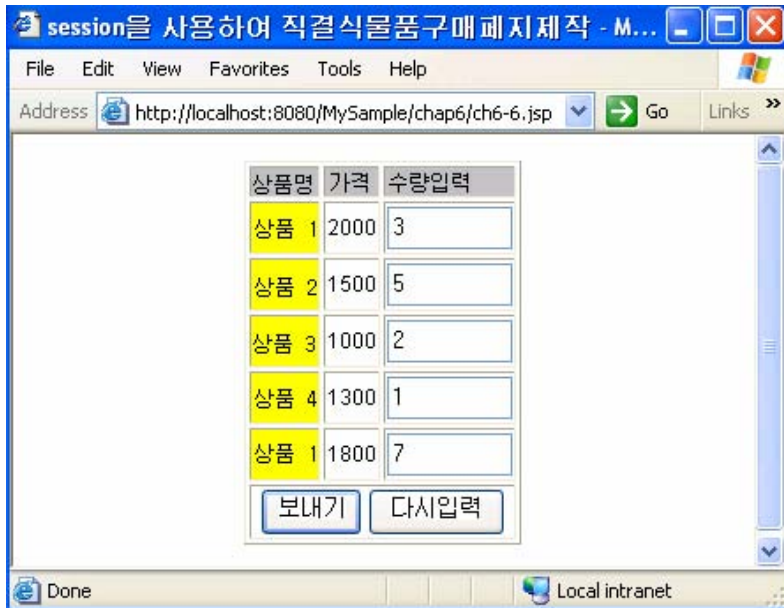 session을 사용하여 직결식물품구매폐지제작 - M...
File Edit View Favorites Tools Help
Address http://localhost:8080/MySample/chap6/ch6-6.jsp Go Links »
상품명 가격 수량입력
상품 1 2000 3
상품 2 1500 5
상품 3 1000 2
상품 4 1300 1
상품 1 1800 7
보내기 다시입력
Done Local intranet